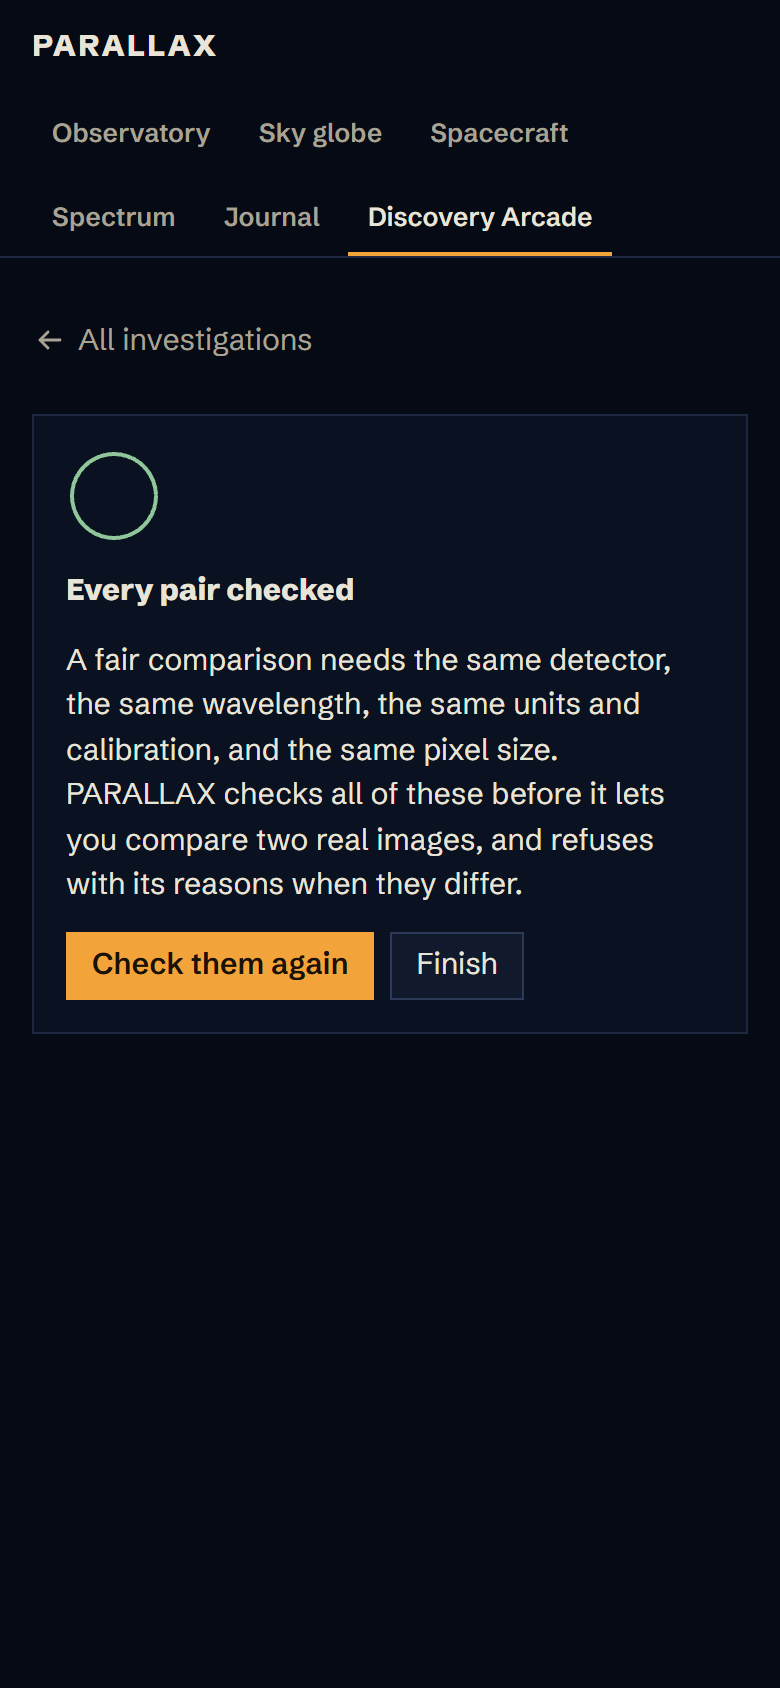 PARALLAX
Observatory Sky globe Spacecraft
Spectrum Journal Discovery Arcade
← All investigations
Every pair checked
A fair comparison needs the same detector,
the same wavelength, the same units and
calibration, and the same pixel size.
PARALLAX checks all of these before it lets
you compare two real images, and refuses
with its reasons when they differ.
Check them again Finish